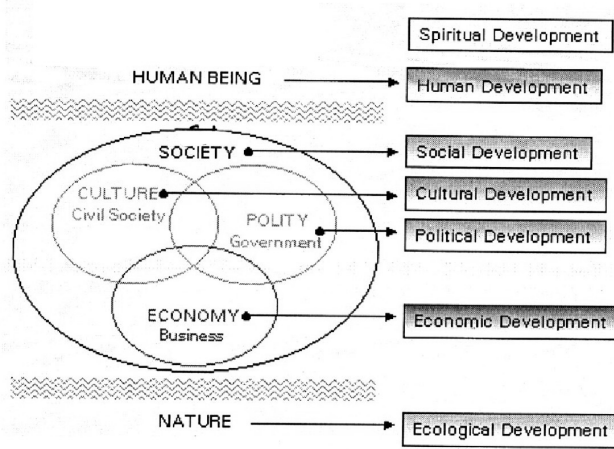 Spiritual Development
HUMAN BEING
Human Development
SOCIETY
Social Development
CULTURE
Civil Society
Cultural Development
POLITY
Government
Political Development
ECONOMY
Business
Economic Development
NATURE
Ecological Development